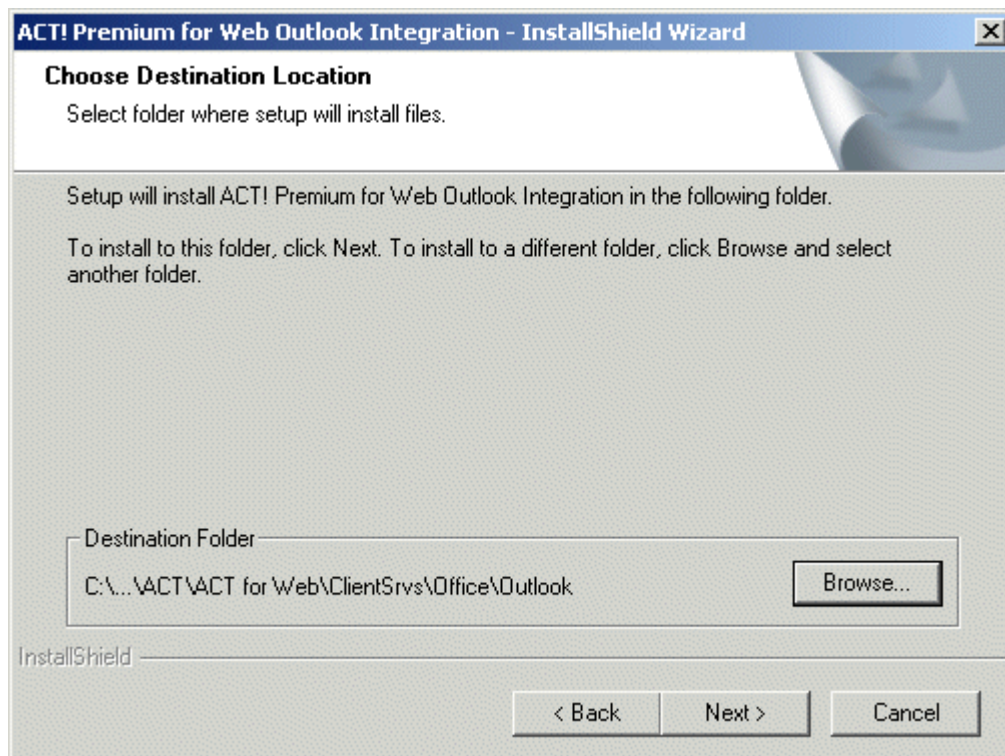 ACT! Premium for Web Outlook Integration - InstallShield Wizard
Choose Destination Location
Select folder where setup will install files.
Setup will install ACT! Premium for Web Outlook Integration in the following folder.
To install to this folder, click Next. To install to a different folder, click Browse and select
another folder.
Destination Folder
C:\...\ACT\ACT for Web\ClientSrvs\Office\Outlook
Browse...
InstallShield
< Back
Next >
Cancel